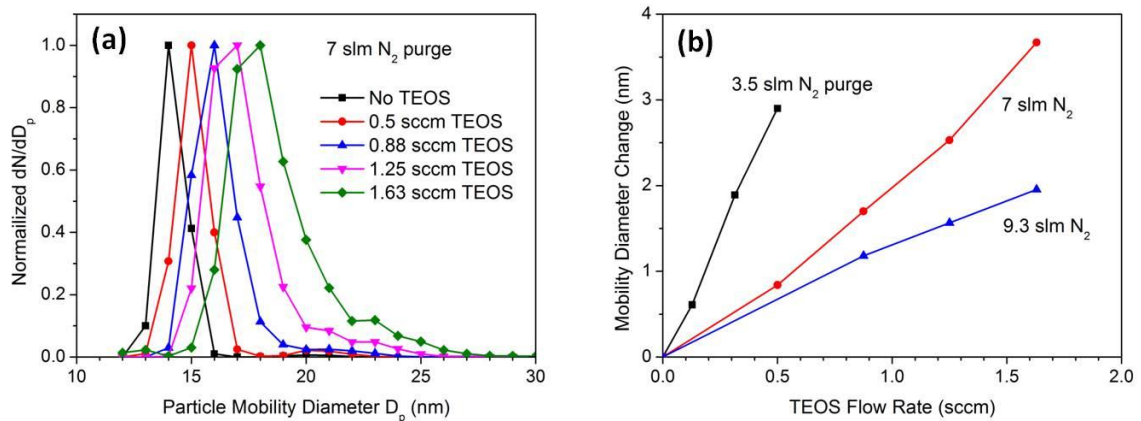 (a)
7 slm N₂ purge
No TEOS
0.5 sccm TEOS
0.88 sccm TEOS
1.25 sccm TEOS
1.63 sccm TEOS
Normalized dN/dDₚ
1.0
0.8
0.6
0.4
0.2
0.0
10 15 20 25 30
Particle Mobility Diameter Dₚ (nm)
(b)
3.5 slm N₂ purge
7 slm N₂
9.3 slm N₂
Mobility Diameter Change (nm)
4
3
2
1
0
0.0 0.5 1.0 1.5 2.0
TEOS Flow Rate (sccm)